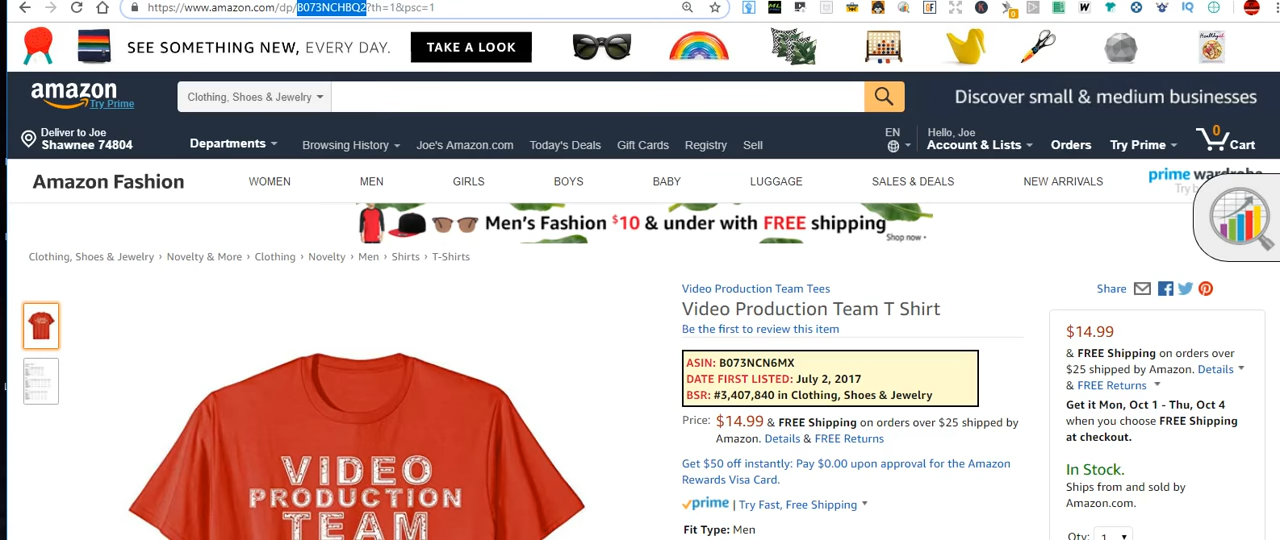 https://www.amazon.com/dp/B073NCHBQ2?th=1&psc=1
SEE SOMETHING NEW, EVERY DAY. TAKE A LOOK
amazon
Try Prime
Clothing, Shoes & Jewelry
Discover small & medium businesses
Deliver to Joe
Shawnee 74804
Departments
Browsing History
Joe's Amazon.com
Today's Deals
Gift Cards
Registry
Sell
EN
Hello, Joe
Account & Lists
Orders
Try Prime
0
Cart
Amazon Fashion
WOMEN
MEN
GIRLS
BOYS
BABY
LUGGAGE
SALES & DEALS
NEW ARRIVALS
prime wardrobe
Men's Fashion $10 & under with FREE shipping
Shop now
Clothing, Shoes & Jewelry › Novelty & More › Clothing › Novelty › Men › Shirts › T-Shirts
Video Production Team Tees
Video Production Team T Shirt
Be the first to review this item
ASIN: B073NCN6MX
DATE FIRST LISTED: July 2, 2017
BSR: #3,407,840 in Clothing, Shoes & Jewelry
Price: $14.99 & FREE Shipping on orders over $25 shipped by
Amazon. Details & FREE Returns
Get $50 off instantly: Pay $0.00 upon approval for the Amazon
Rewards Visa Card.
prime | Try Fast, Free Shipping
Fit Type: Men
Share
$14.99
& FREE Shipping on orders over
$25 shipped by Amazon. Details
& FREE Returns
Get it Mon, Oct 1 - Thu, Oct 4
when you choose FREE Shipping
at checkout.
In Stock.
Ships from and sold by
Amazon.com.
Qty: 1
VIDEO
PRODUCTION
TEAM